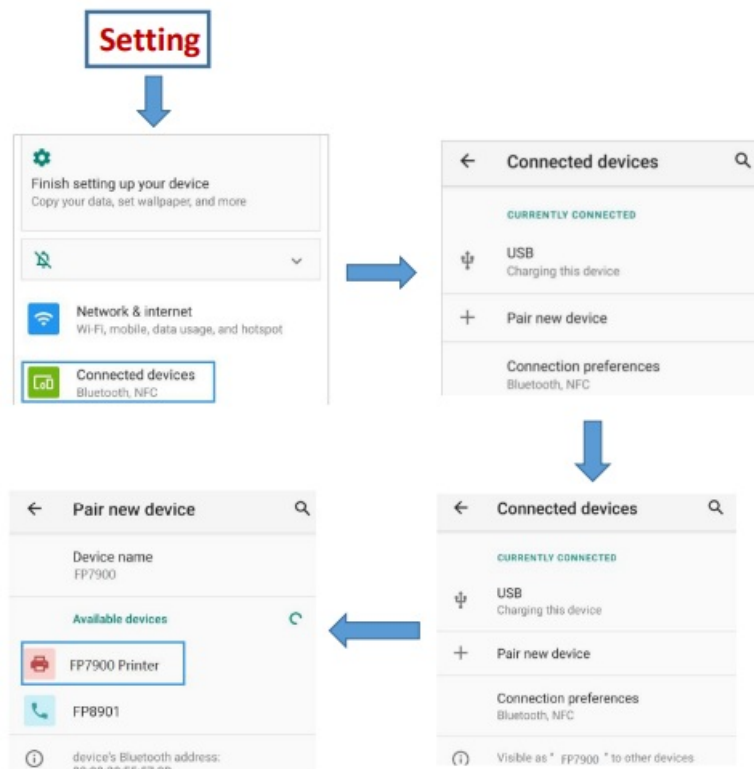 Setting
Finish setting up your device
Copy your data, set wallpaper, and more
Network & internet
Wi-Fi, mobile, data usage, and hotspot
Connected devices
Bluetooth, NFC
Connected devices
CURRENTLY CONNECTED
USB
Charging this device
Pair new device
Connection preferences
Bluetooth, NFC
Connected devices
CURRENTLY CONNECTED
USB
Charging this device
Pair new device
Connection preferences
Bluetooth, NFC
Visible as " FP7900 " to other devices
Pair new device
Device name
FP7900
Available devices
FP7900 Printer
FP8901
device's Bluetooth address: